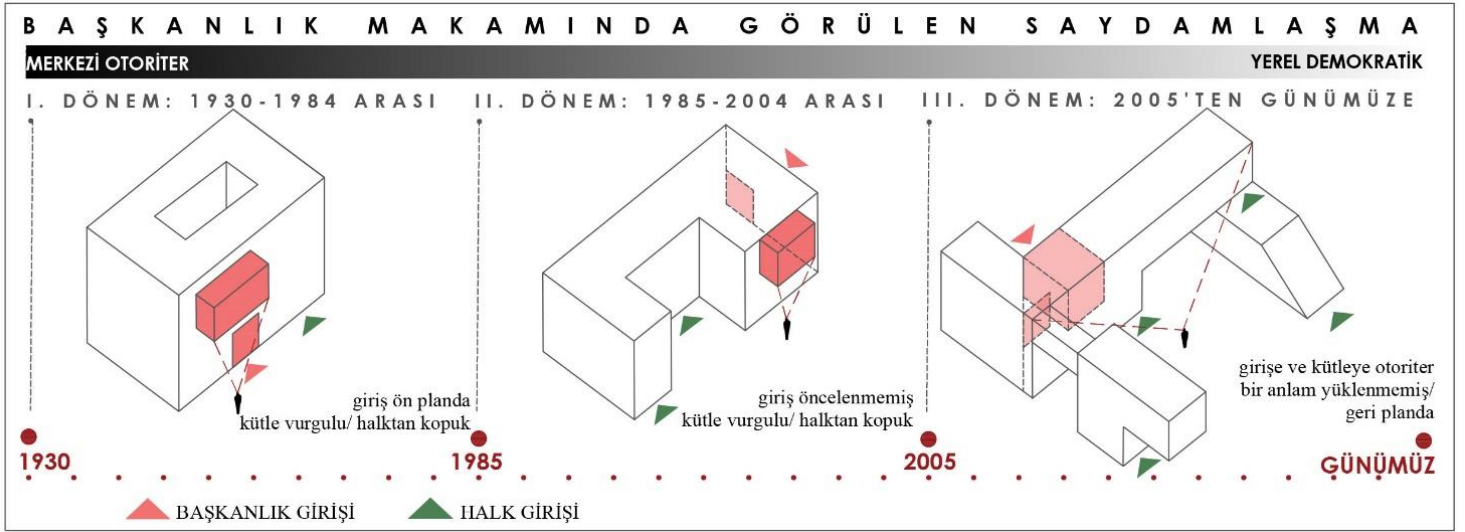 BAŞKANLIK MAKAMINDA GÖRÜLEN SAYDAMLAŞMA
MERKEZİ OTORİTER
YEREL DEMOKRATİK
I. DÖNEM: 1930-1984 ARASI
II. DÖNEM: 1985-2004 ARASI
III. DÖNEM: 2005'TEN GÜNÜMÜZE
giriş ön planda
kütle vurgulu/ halktan kopuk
giriş öncelenmemiş
kütle vurgulu/ halktan kopuk
girişe ve kütleye otoriter
bir anlam yüklenmemiş/
geri planda
1930
1985
2005
GÜNÜMÜZ
BAŞKANLIK GİRİŞİ
HALK GİRİŞİ